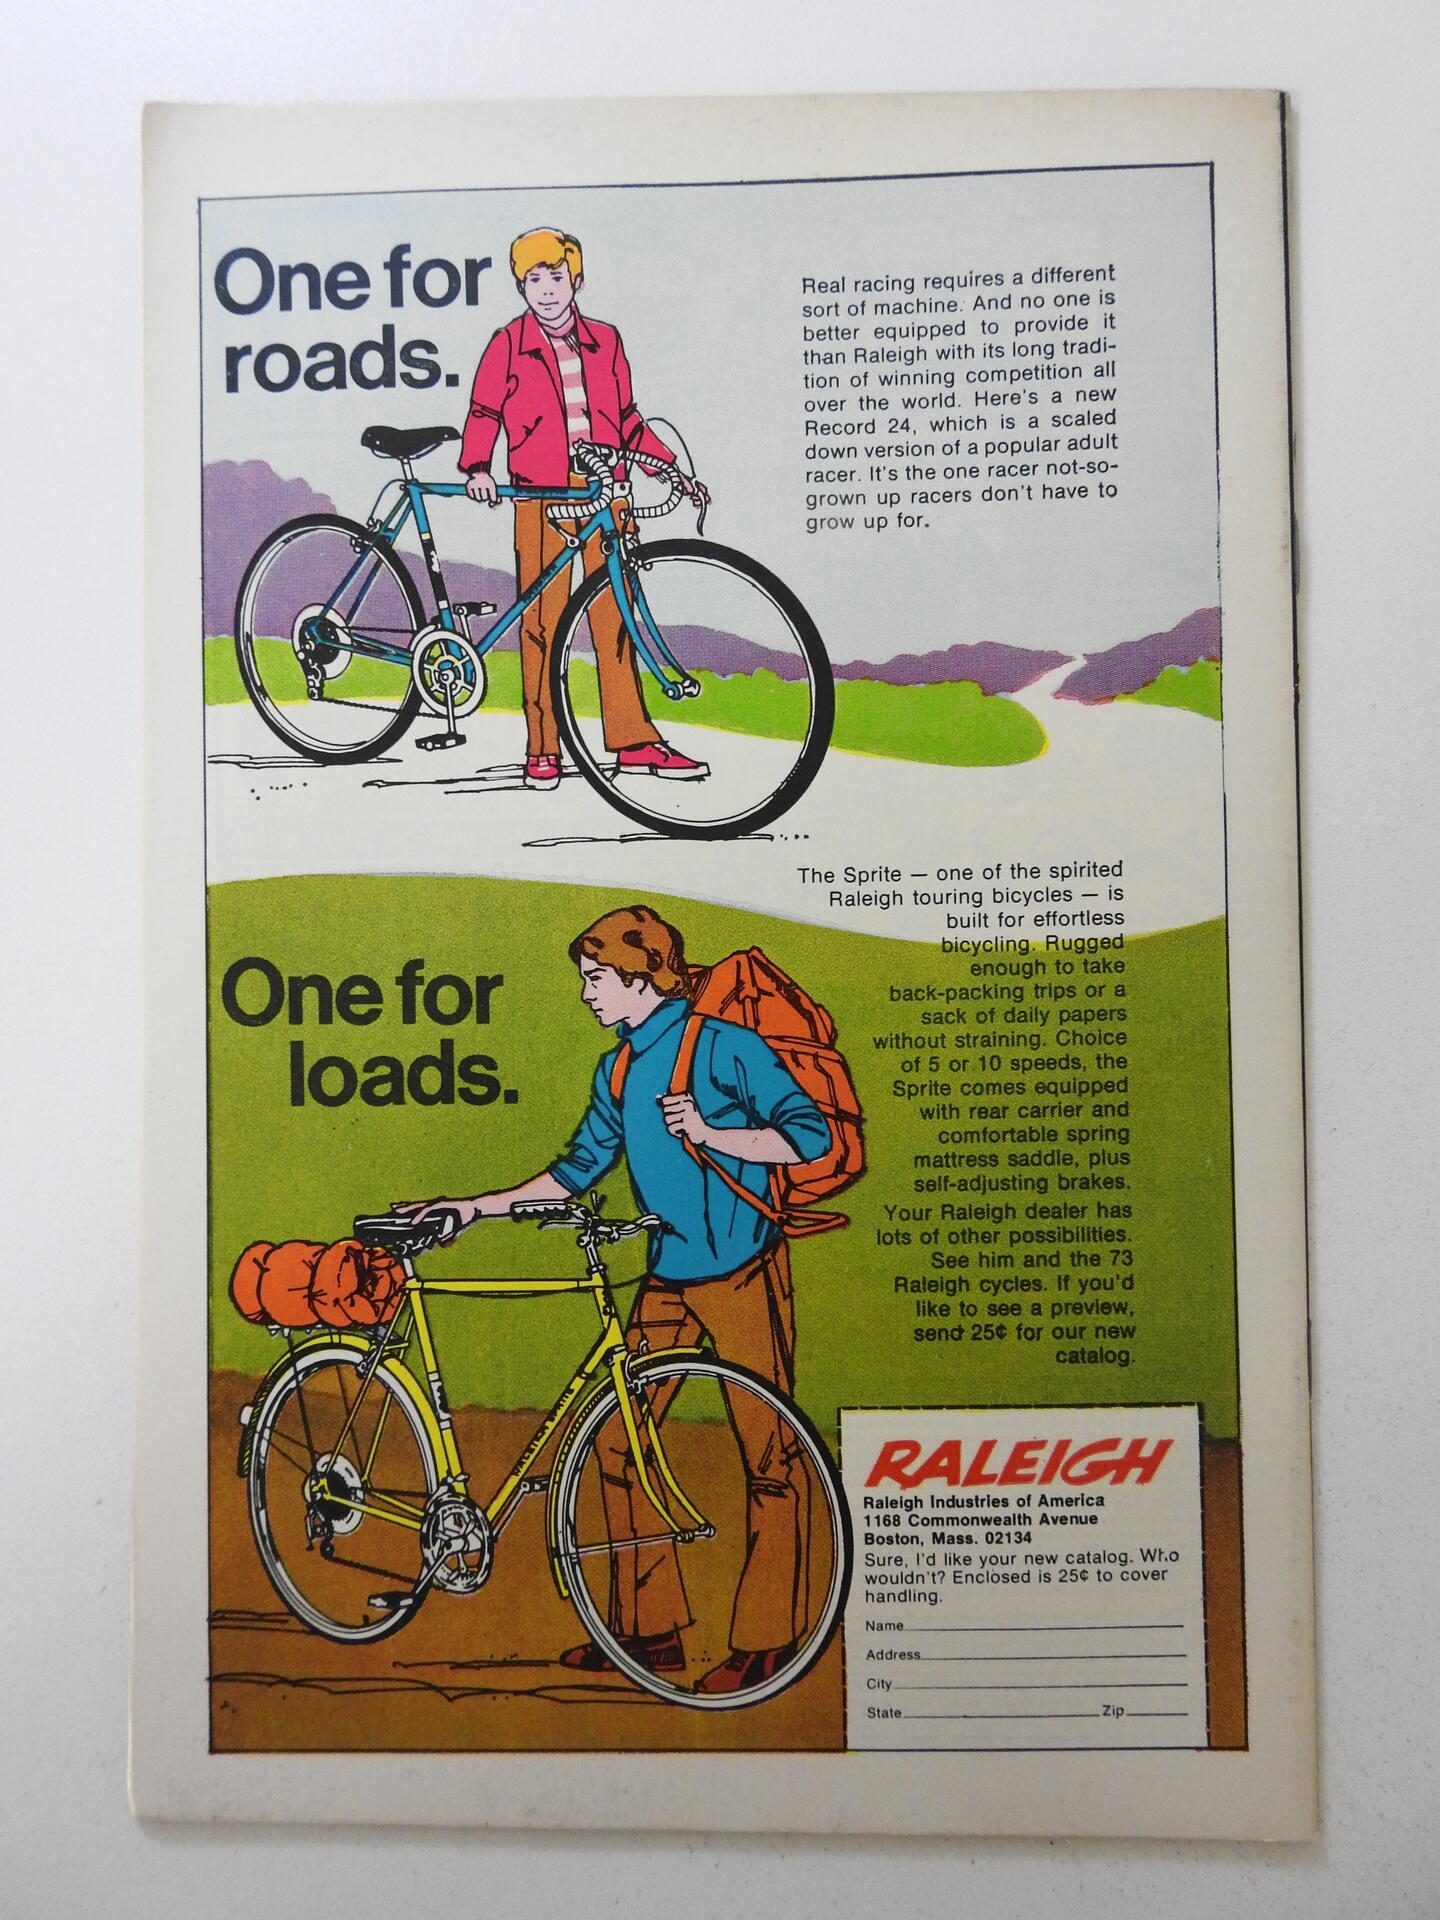 One for
roads.
Real racing requires a different
sort of machine. And no one is
better equipped to provide it
than Raleigh with its long tradi-
tion of winning competition all
over the world. Here's a new
Record 24, which is a scaled
down version of a popular adult
racer. It's the one racer not-so-
grown up racers don't have to
grow up for.
The Sprite — one of the spirited
Raleigh touring bicycles — is
built for effortless
bicycling. Rugged
enough to take
back-packing trips or a
sack of daily papers
without straining. Choice
of 5 or 10 speeds, the
Sprite comes equipped
with rear carrier and
comfortable spring
mattress saddle, plus
self-adjusting brakes.
Your Raleigh dealer has
lots of other possibilities.
See him and the 73
Raleigh cycles. If you'd
like to see a preview,
send 25¢ for our new
catalog.
One for
loads.
RALEIGH SPRITE
RALEIGH
Raleigh Industries of America
1168 Commonwealth Avenue
Boston, Mass. 02134
Sure, I'd like your new catalog. Who
wouldn't? Enclosed is 25¢ to cover
handling.
Name
Address
City
State Zip